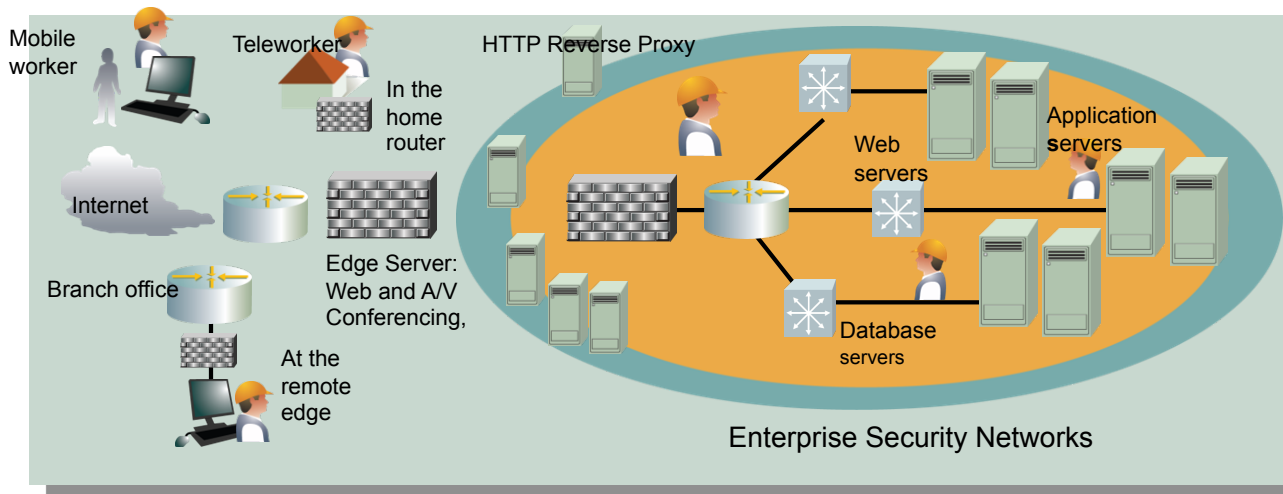 Mobile
worker
Teleworker
HTTP Reverse Proxy
In the
home
router
Application
servers
Web
servers
Internet
Edge Server:
Web and A/V
Conferencing,
Branch office
Database
servers
At the
remote
edge
Enterprise Security Networks